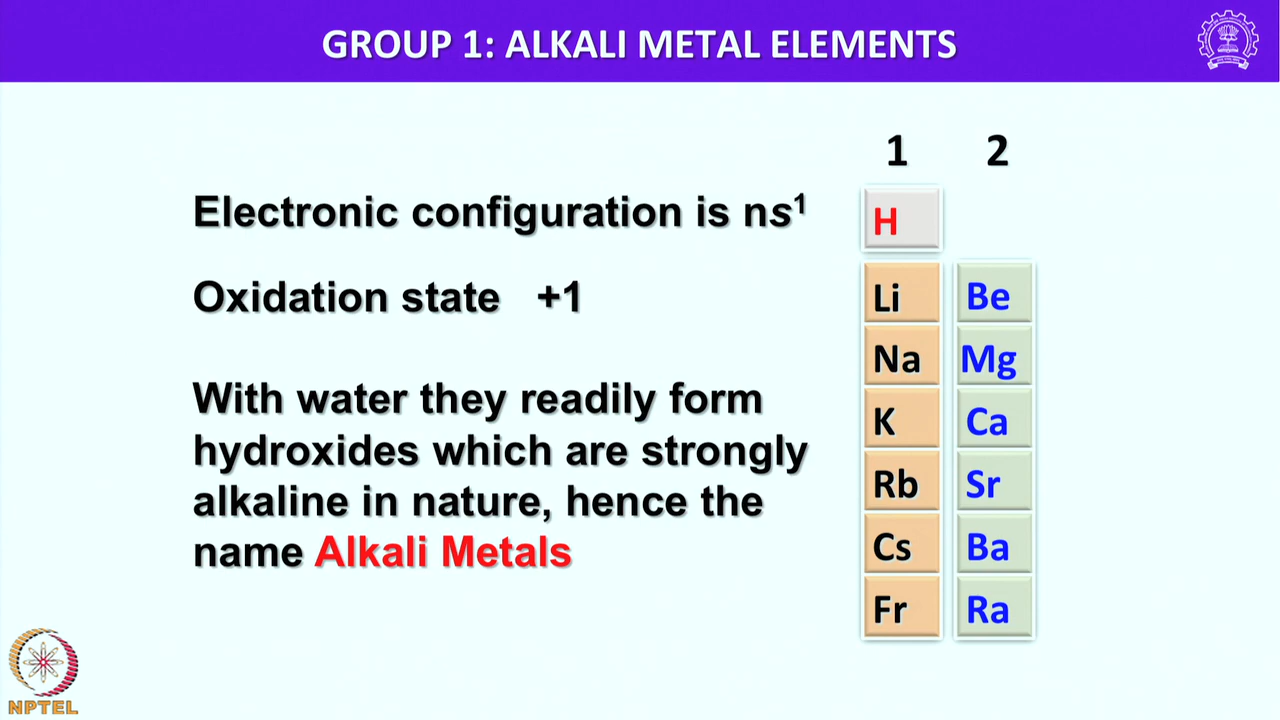 GROUP 1: ALKALI METAL ELEMENTS
1 2
Electronic configuration is ns¹
H
Oxidation state +1
Li Be
Na Mg
With water they readily form
hydroxides which are strongly
alkaline in nature, hence the
name Alkali Metals
K Ca
Rb Sr
Cs Ba
Fr Ra
NPTEL